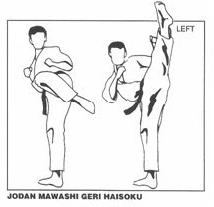 LEFT
JODAN MAWASHI GERI HAISOKU